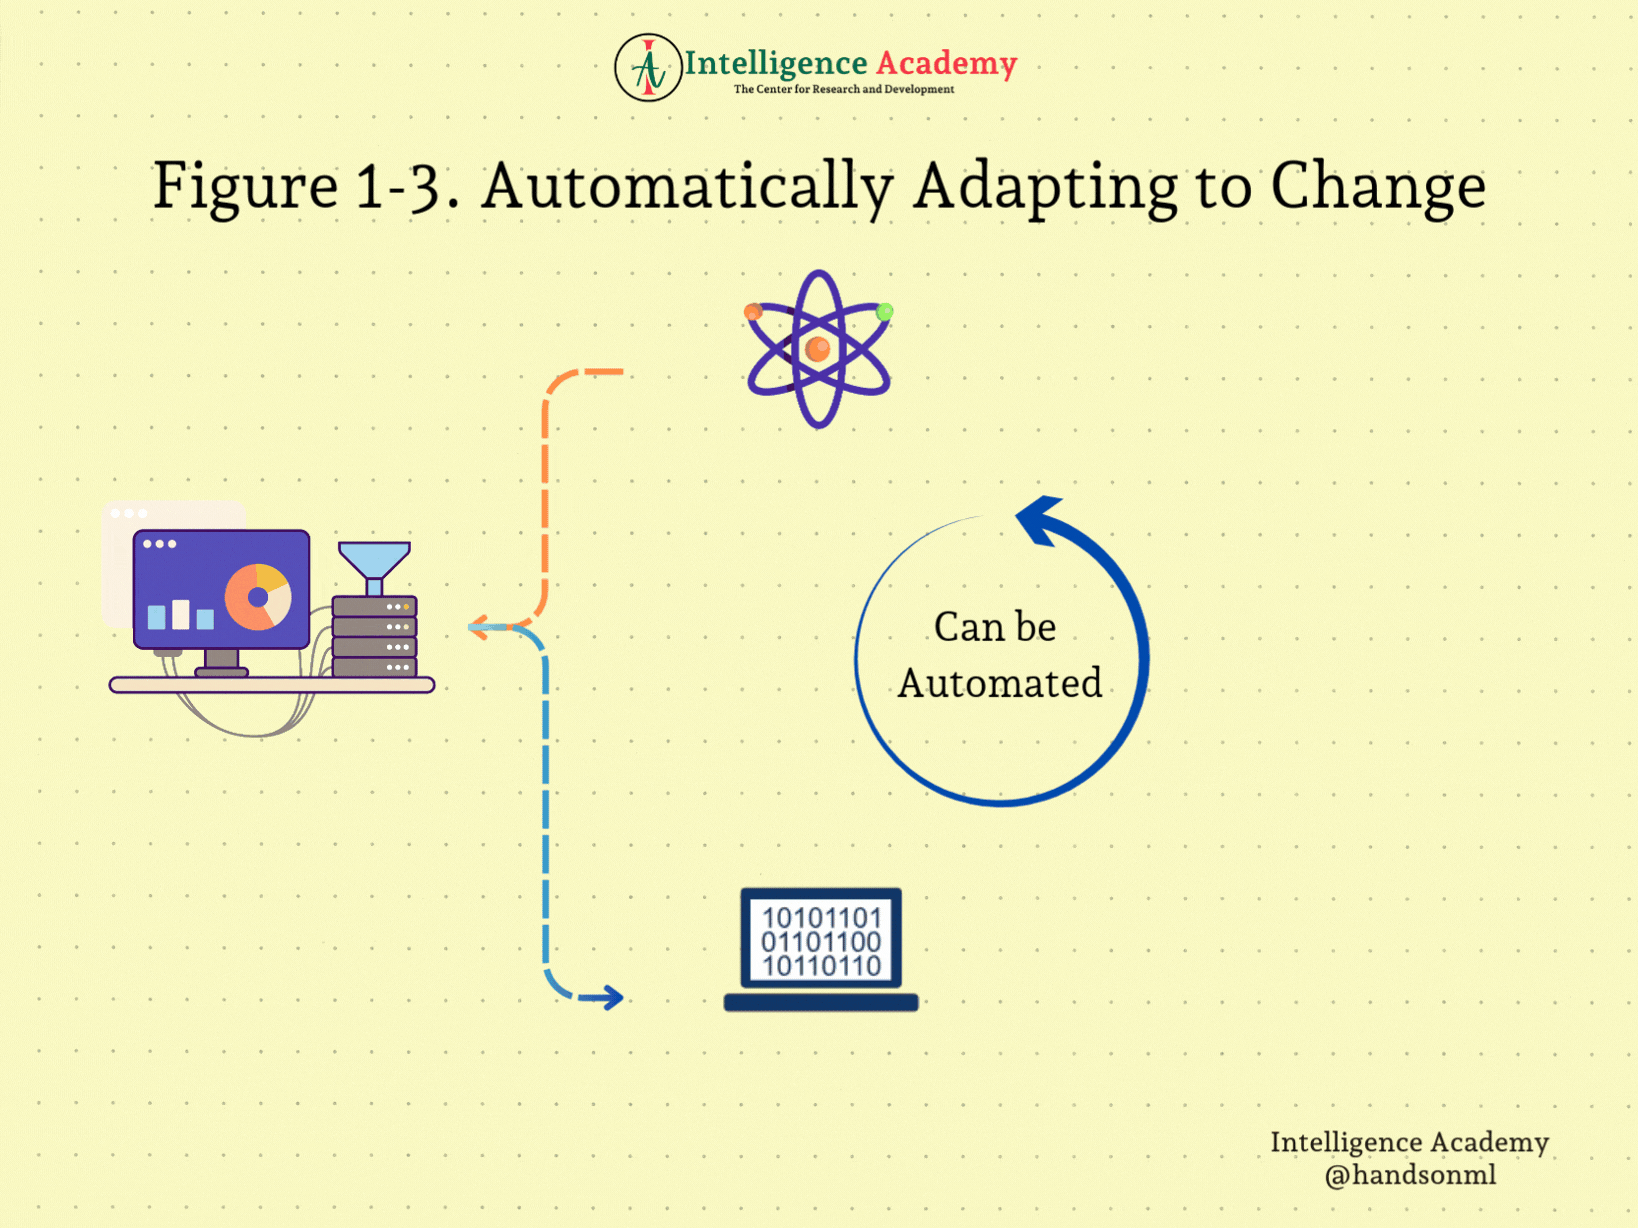 Intelligence Academy
The Center for Research and Development
Figure 1-3. Automatically Adapting to Change
Can be
Automated
10101101
01101100
10110110
Intelligence Academy
@handsonml